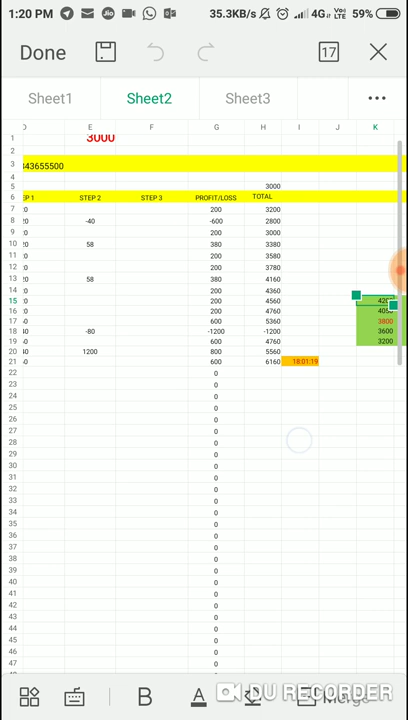 1:20 PM Jio 35.3KB/s 4G Vo) LTE 59%
Done 17
Sheet1 Sheet2 Sheet3
E F G H I J K
1 3000
2
3 343655500
4
5 3000
6 EP 1 STEP 2 STEP 3 PROFIT/LOSS TOTAL
7 200 3200
8 -40 -600 2800
9 200 3000
10 58 380 3380
11 200 3580
12 200 3780
13 58 380 4160
14 200 4360
15 200 4560
16 200 4760
17 600 5360 3800
18 -80 -1200 -1200 3600
19 600 4760 3200
20 1200 800 5560
21 600 6160 18:01:19
22 0
23 0
24 0
25 0
26 0
27 0
28 0
29 0
30 0
31 0
32 0
33 0
34 0
35 0
36 0
37 0
38 0
39 0
40 0
41 0
42 0
43 0
44 0
45 0
46 0
47 0
B A Merge
DU RECORDER